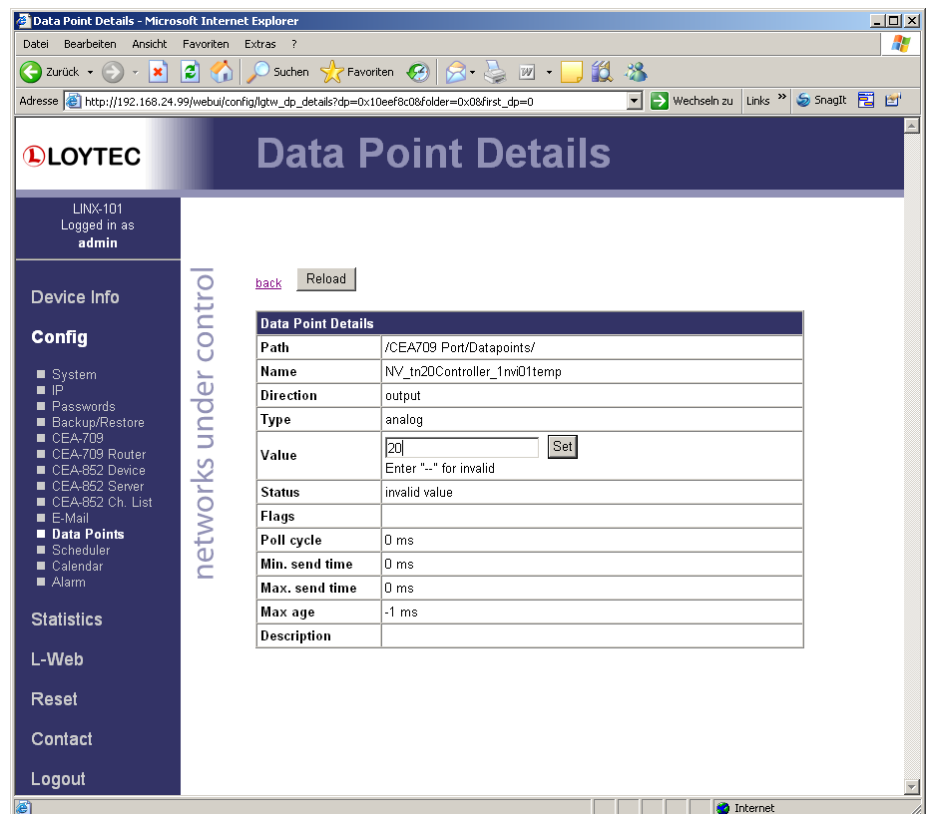 Data Point Details - Microsoft Internet Explorer
Datei Bearbeiten Ansicht Favoriten Extras ?
Zurück Suchen Favoriten
Adresse http://192.168.24.99/webui/config/lgtw_dp_details?dp=0x10eef8c08&folder=0x0&first_dp=0 Wechseln zu Links » SnagIt
LOYTEC
Data Point Details
LINX-101
Logged in as
admin
Device Info
Config
System
IP
Passwords
Backup/Restore
CEA-709
CEA-709 Router
CEA-852 Device
CEA-852 Server
CEA-852 Ch. List
E-Mail
Data Points
Scheduler
Calendar
Alarm
Statistics
L-Web
Reset
Contact
Logout
networks under control
back Reload
Data Point Details
Path /CEA709 Port/Datapoints/
Name NV_tn20Controller_1nvi01temp
Direction output
Type analog
Value 20 Set
Enter "--" for invalid
Status invalid value
Flags
Poll cycle 0 ms
Min. send time 0 ms
Max. send time 0 ms
Max age -1 ms
Description
Internet